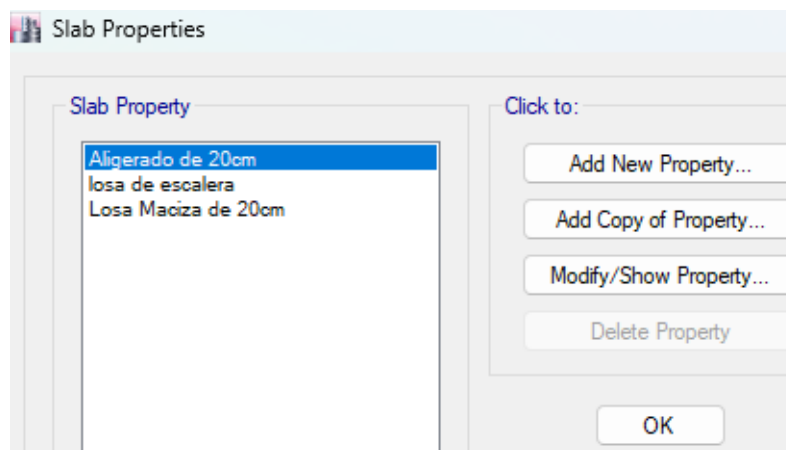 Slab Properties
Slab Property
Aligerado de 20cm
losa de escalera
Losa Maciza de 20cm
Click to:
Add New Property...
Add Copy of Property...
Modify/Show Property...
Delete Property
OK